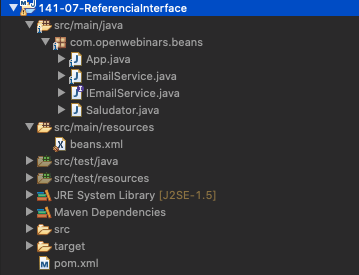 141-07-ReferenciaInterface
src/main/java
com.openwebinars.beans
App.java
EmailService.java
IEmailService.java
Saludator.java
src/main/resources
beans.xml
src/test/java
src/test/resources
JRE System Library [J2SE-1.5]
Maven Dependencies
src
target
pom.xml